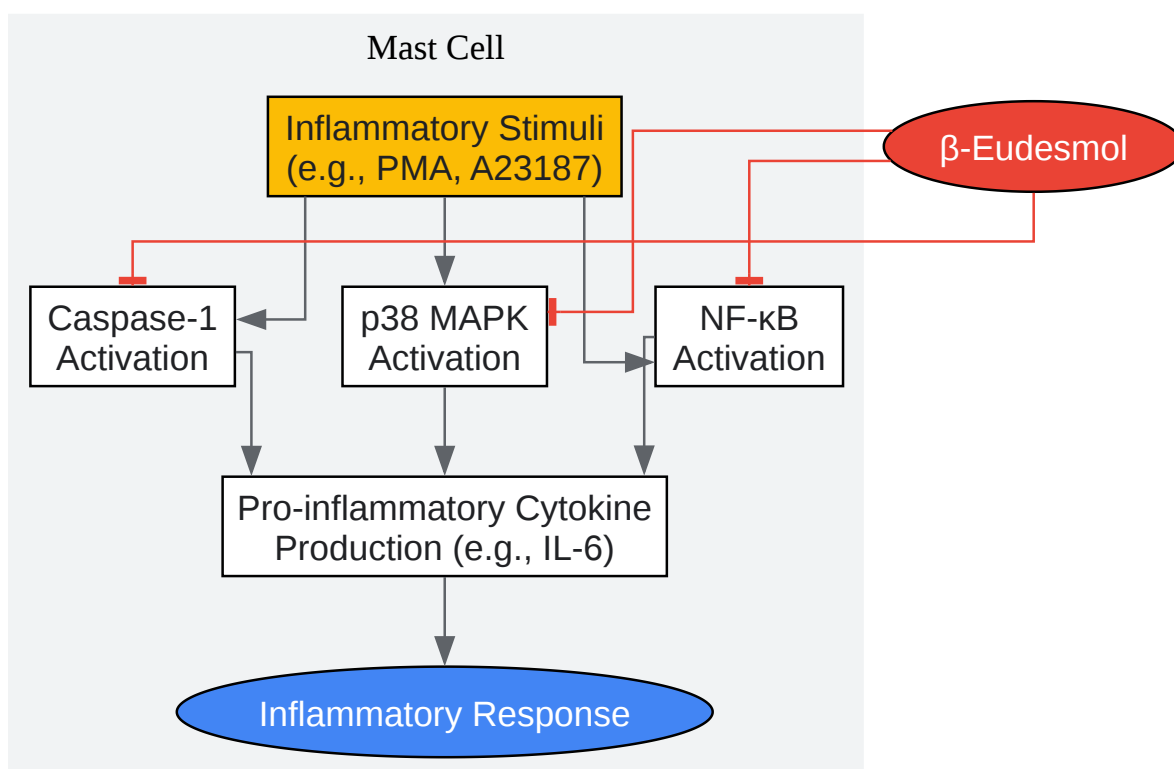 Mast Cell
Inflammatory Stimuli
(e.g., PMA, A23187)
β-Eudesmol
Caspase-1
Activation
p38 MAPK
Activation
NF-κB
Activation
Pro-inflammatory Cytokine
Production (e.g., IL-6)
Inflammatory Response